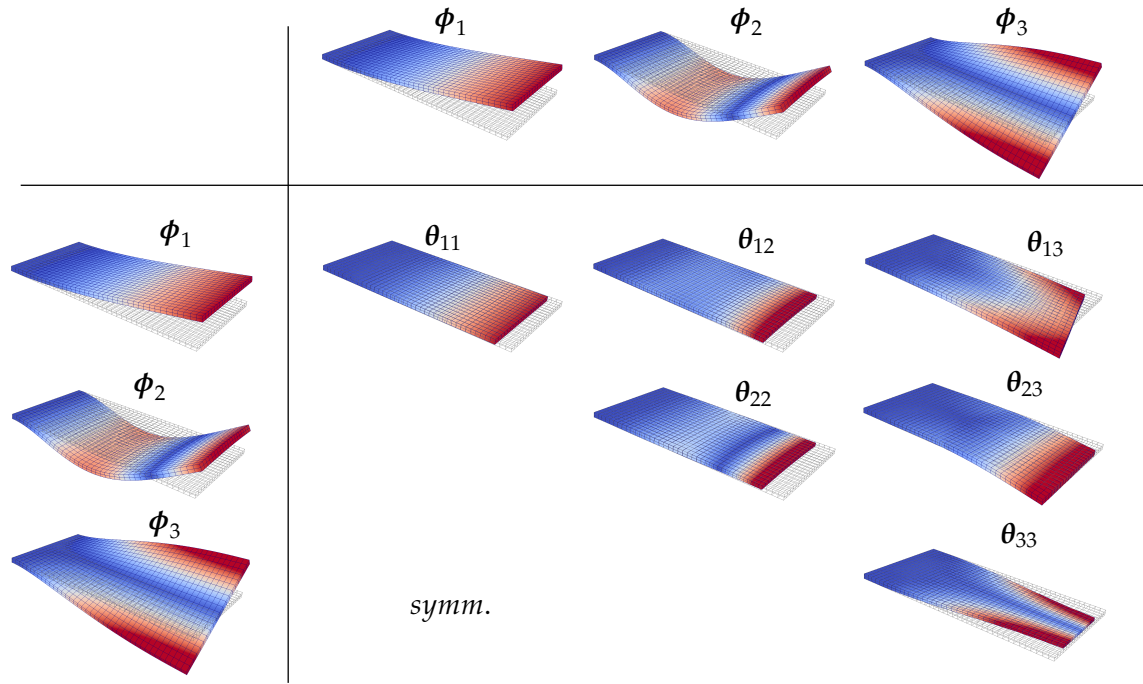 ϕ₁ ϕ₂ ϕ₃
ϕ₁ θ₁₁ θ₁₂ θ₁₃
ϕ₂ θ₂₂ θ₂₃
ϕ₃ θ₃₃
symm.